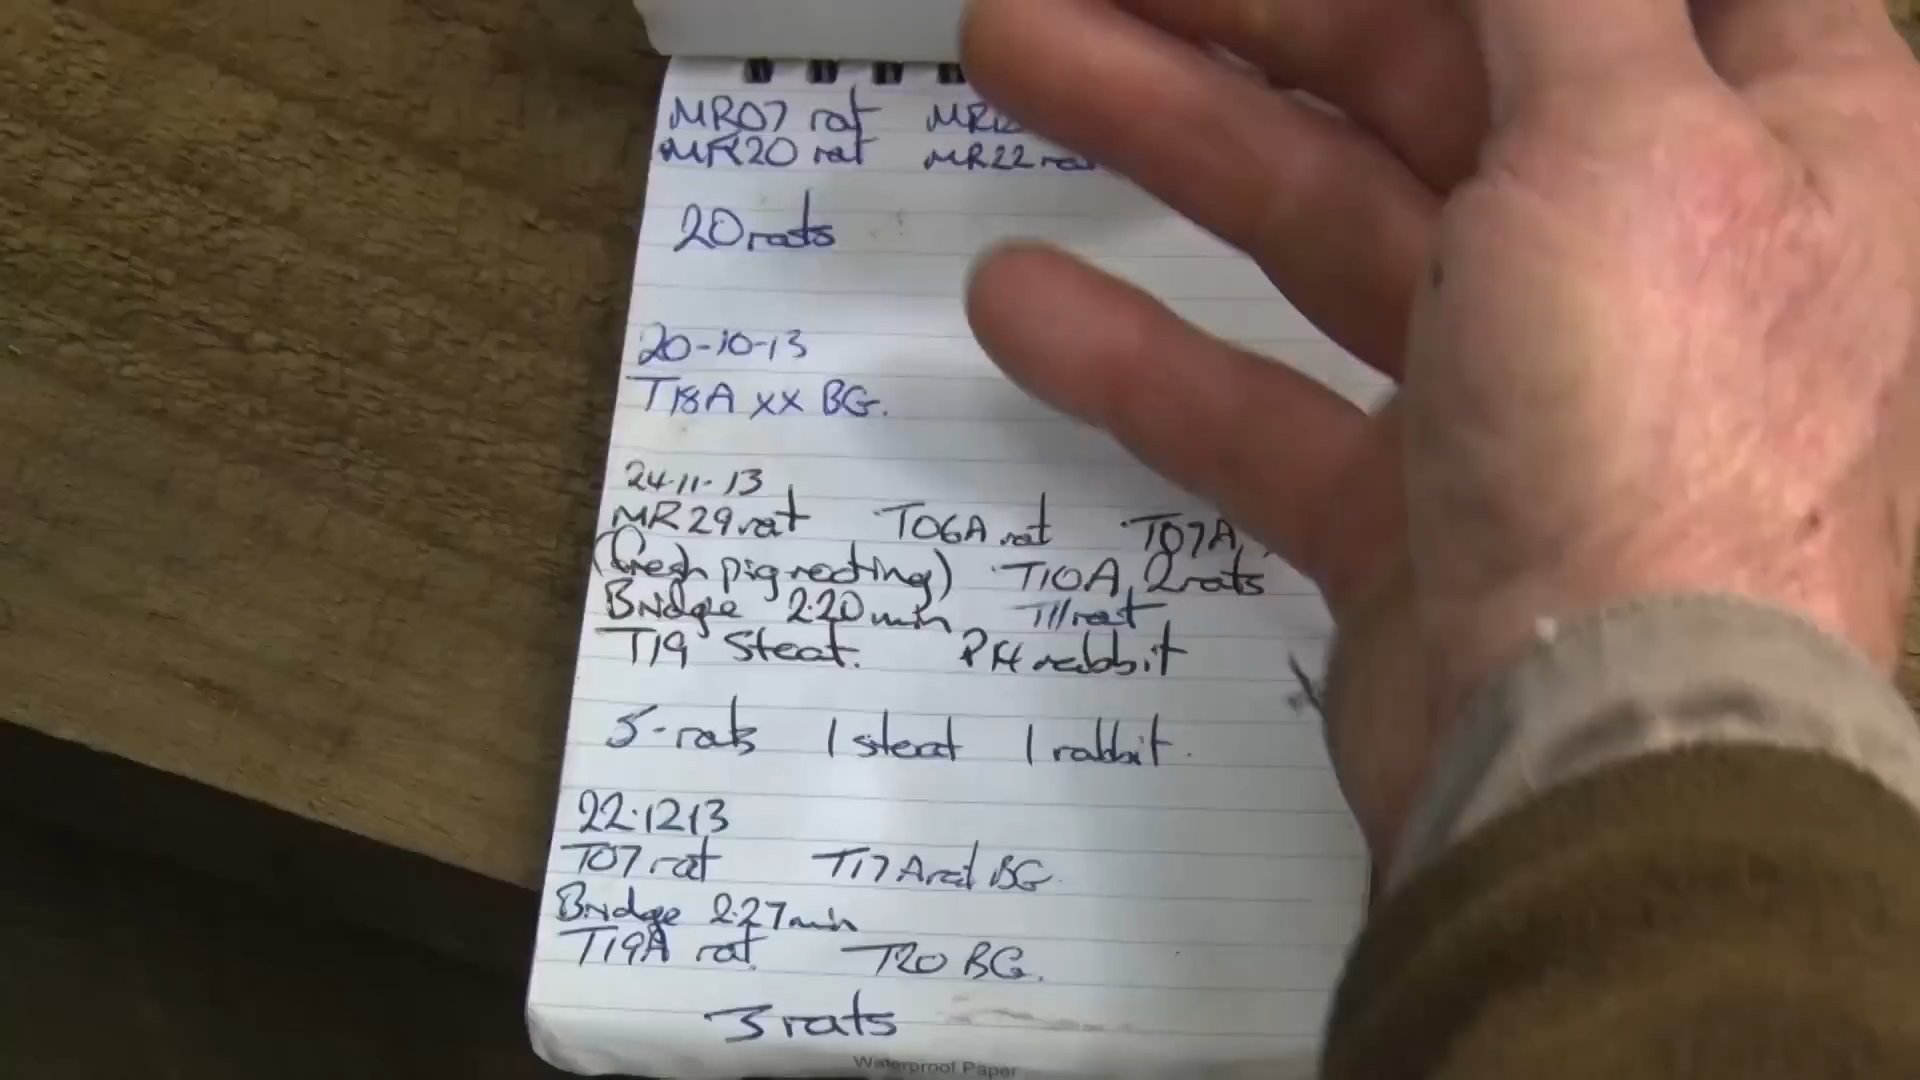 MR07 rat MR12
MR20 rat MR22 rat
20 rats
20-10-13
T18A xx BG.
24.11.13
MR29 rat T06A rat T07A
(fresh pig rooting) T10A 2 rats
Bridge 2.20 min T11 rat
T19 Stoat. PH rabbit
5-rats 1 stoat 1 rabbit.
22.12 13
T07 rat T17A rat BG.
Bridge 2.27 min
T19A rat. T20 BG.
3 rats
Waterproof Paper